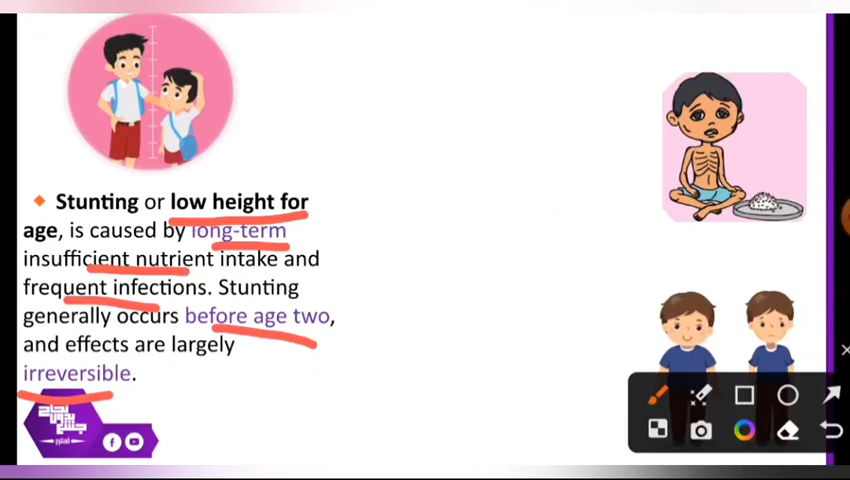 Stunting or low height for
age, is caused by long-term
insufficient nutrient intake and
frequent infections. Stunting
generally occurs before age two,
and effects are largely
irreversible.